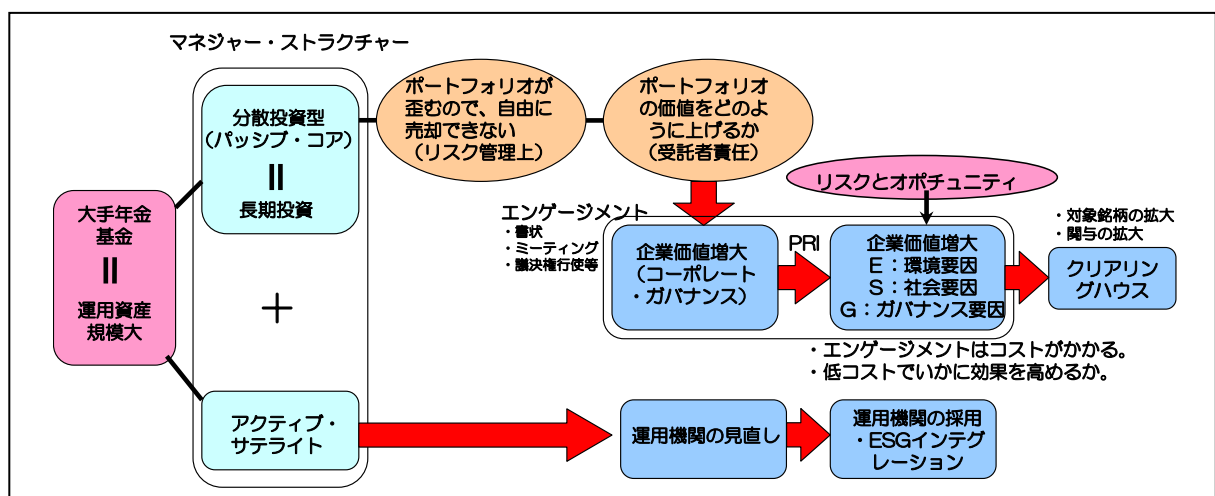 マネジャー・ストラクチャー
大手年金
基金
||
運用資産
規模大
分散投資型
(パッシブ・コア)
||
長期投資
+
アクティブ・
サテライト
ポートフォリオが
歪むので、自由に
売却できない
(リスク管理上)
ポートフォリオ
の価値をどのよ
うに上げるか
(受託者責任)
リスクとオポチュニティ
エンゲージメント
・書状
・ミーティング
・議決権行使等
企業価値増大
(コーポレート
・ガバナンス)
PRI
企業価値増大
E:環境要因
S:社会要因
G:ガバナンス要因
・対象銘柄の拡大
・関与の拡大
クリアリン
グハウス
・エンゲージメントはコストがかかる。
・低コストでいかに効果を高めるか。
運用機関の見直し
運用機関の採用
・ESGインテグ
レーション